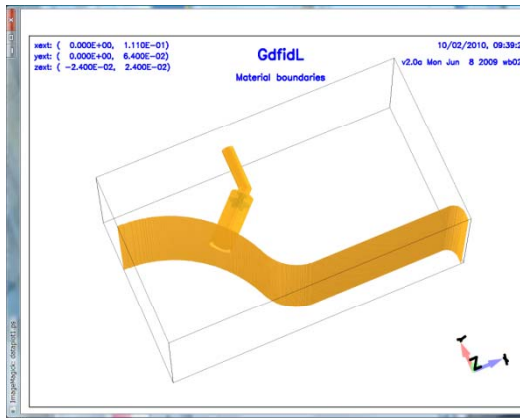 xext: ( 0.000E+00, 1.110E-01)
yext: ( 0.000E+00, 6.400E-02)
zext: ( -2.400E-02, 2.400E-02)
GdfidL
Material boundaries
10/02/2010, 09:39:2
v2.0a Mon Jun 8 2009 wb02
ImageMagick: dataplot1.ps
Y
Z
X